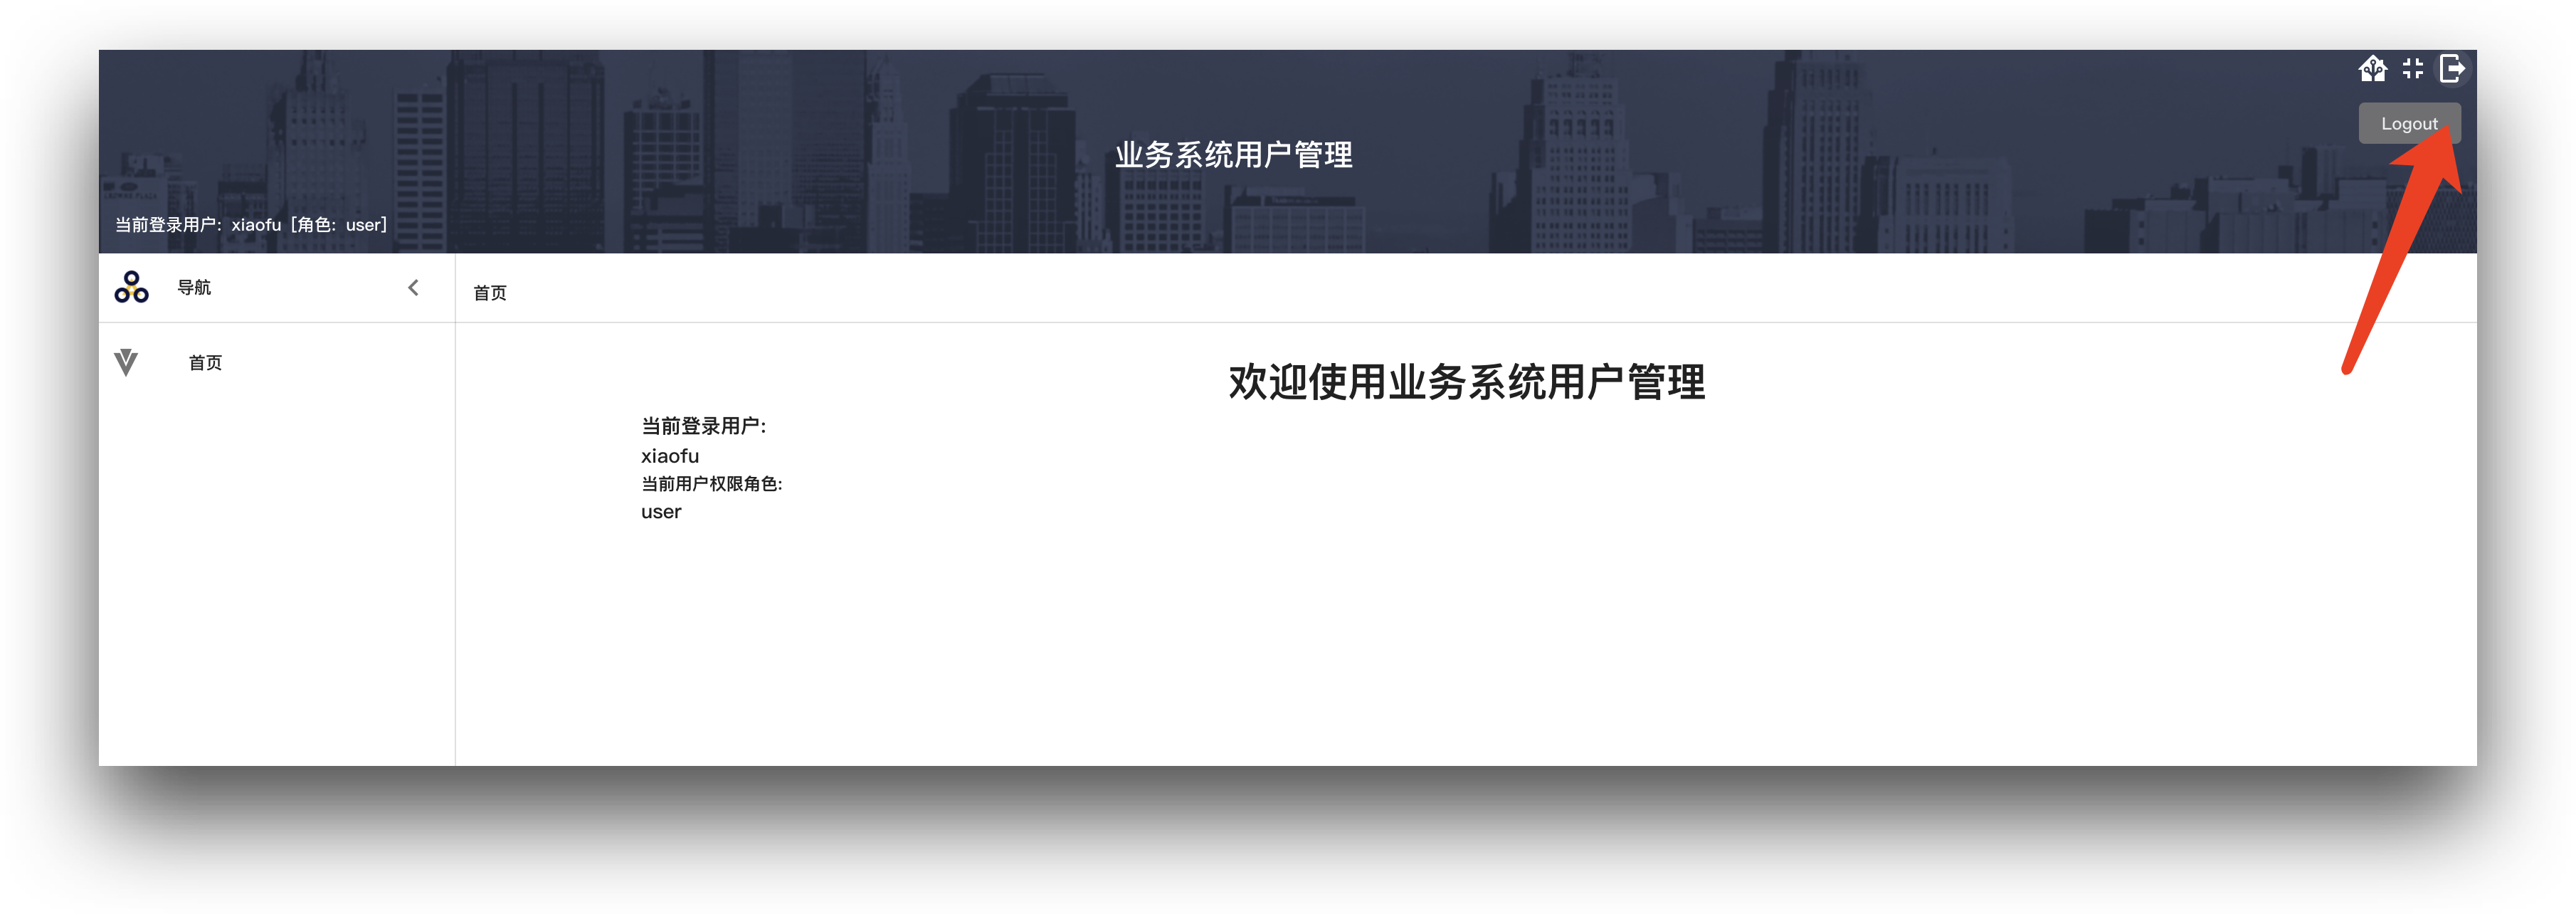 Logout
业务系统用户管理
当前登录用户: xiaofu [角色: user]
导航
首页
首页
欢迎使用业务系统用户管理
当前登录用户:
xiaofu
当前用户权限角色:
user